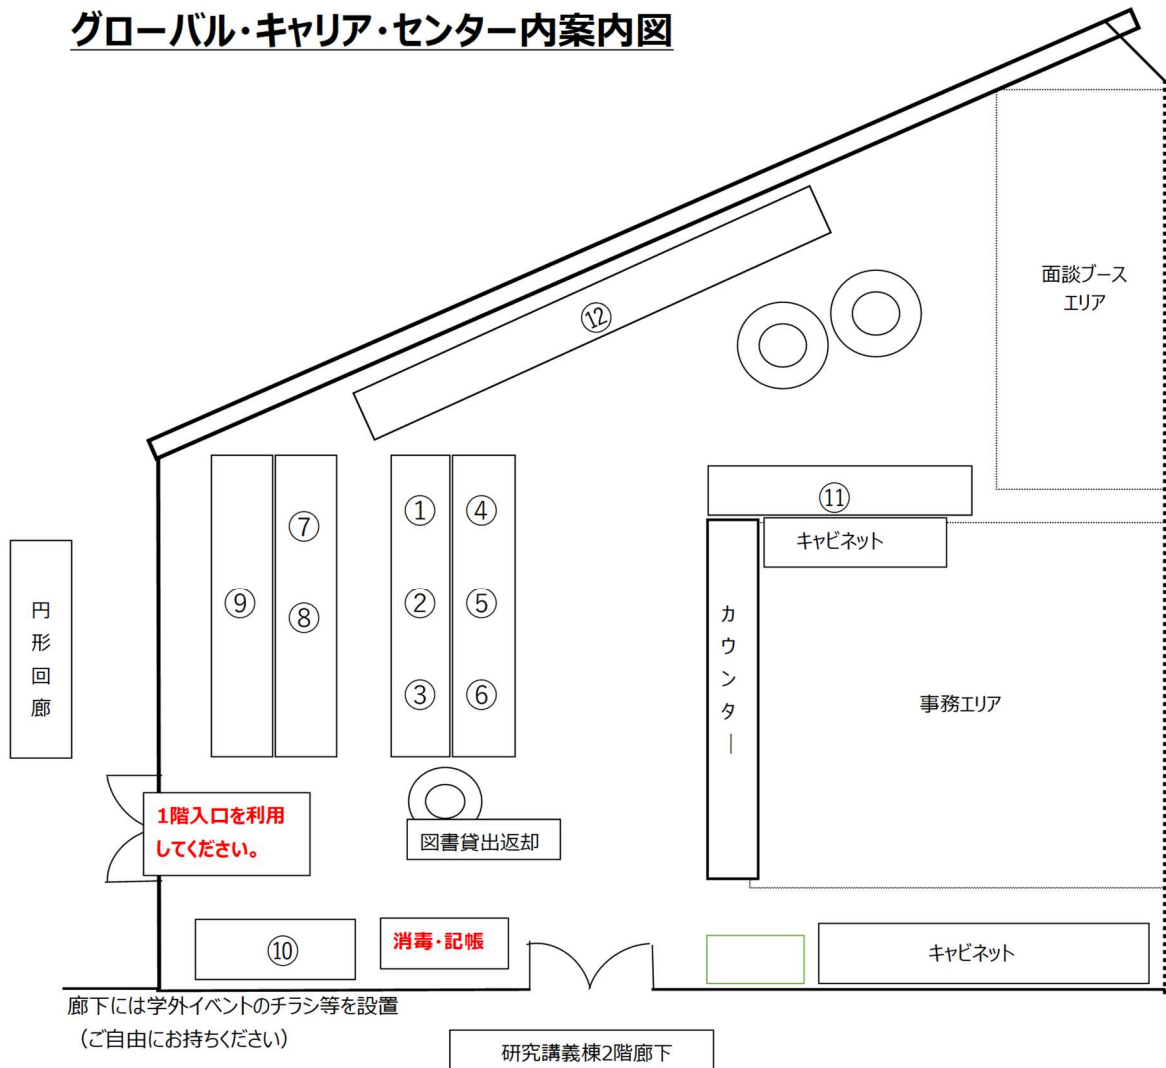 グローバル・キャリア・センター内案内図
面談ブース
エリア
⑫
⑪
キャビネット
①
④
⑦
②
⑤
⑨
⑧
③
⑥
円形回廊
カウンター
事務エリア
1階入口を利用
してください。
図書貸出返却
⑩
消毒・記帳
キャビネット
廊下には学外イベントのチラシ等を設置
（ご自由にお持ちください）
研究講義棟2階廊下